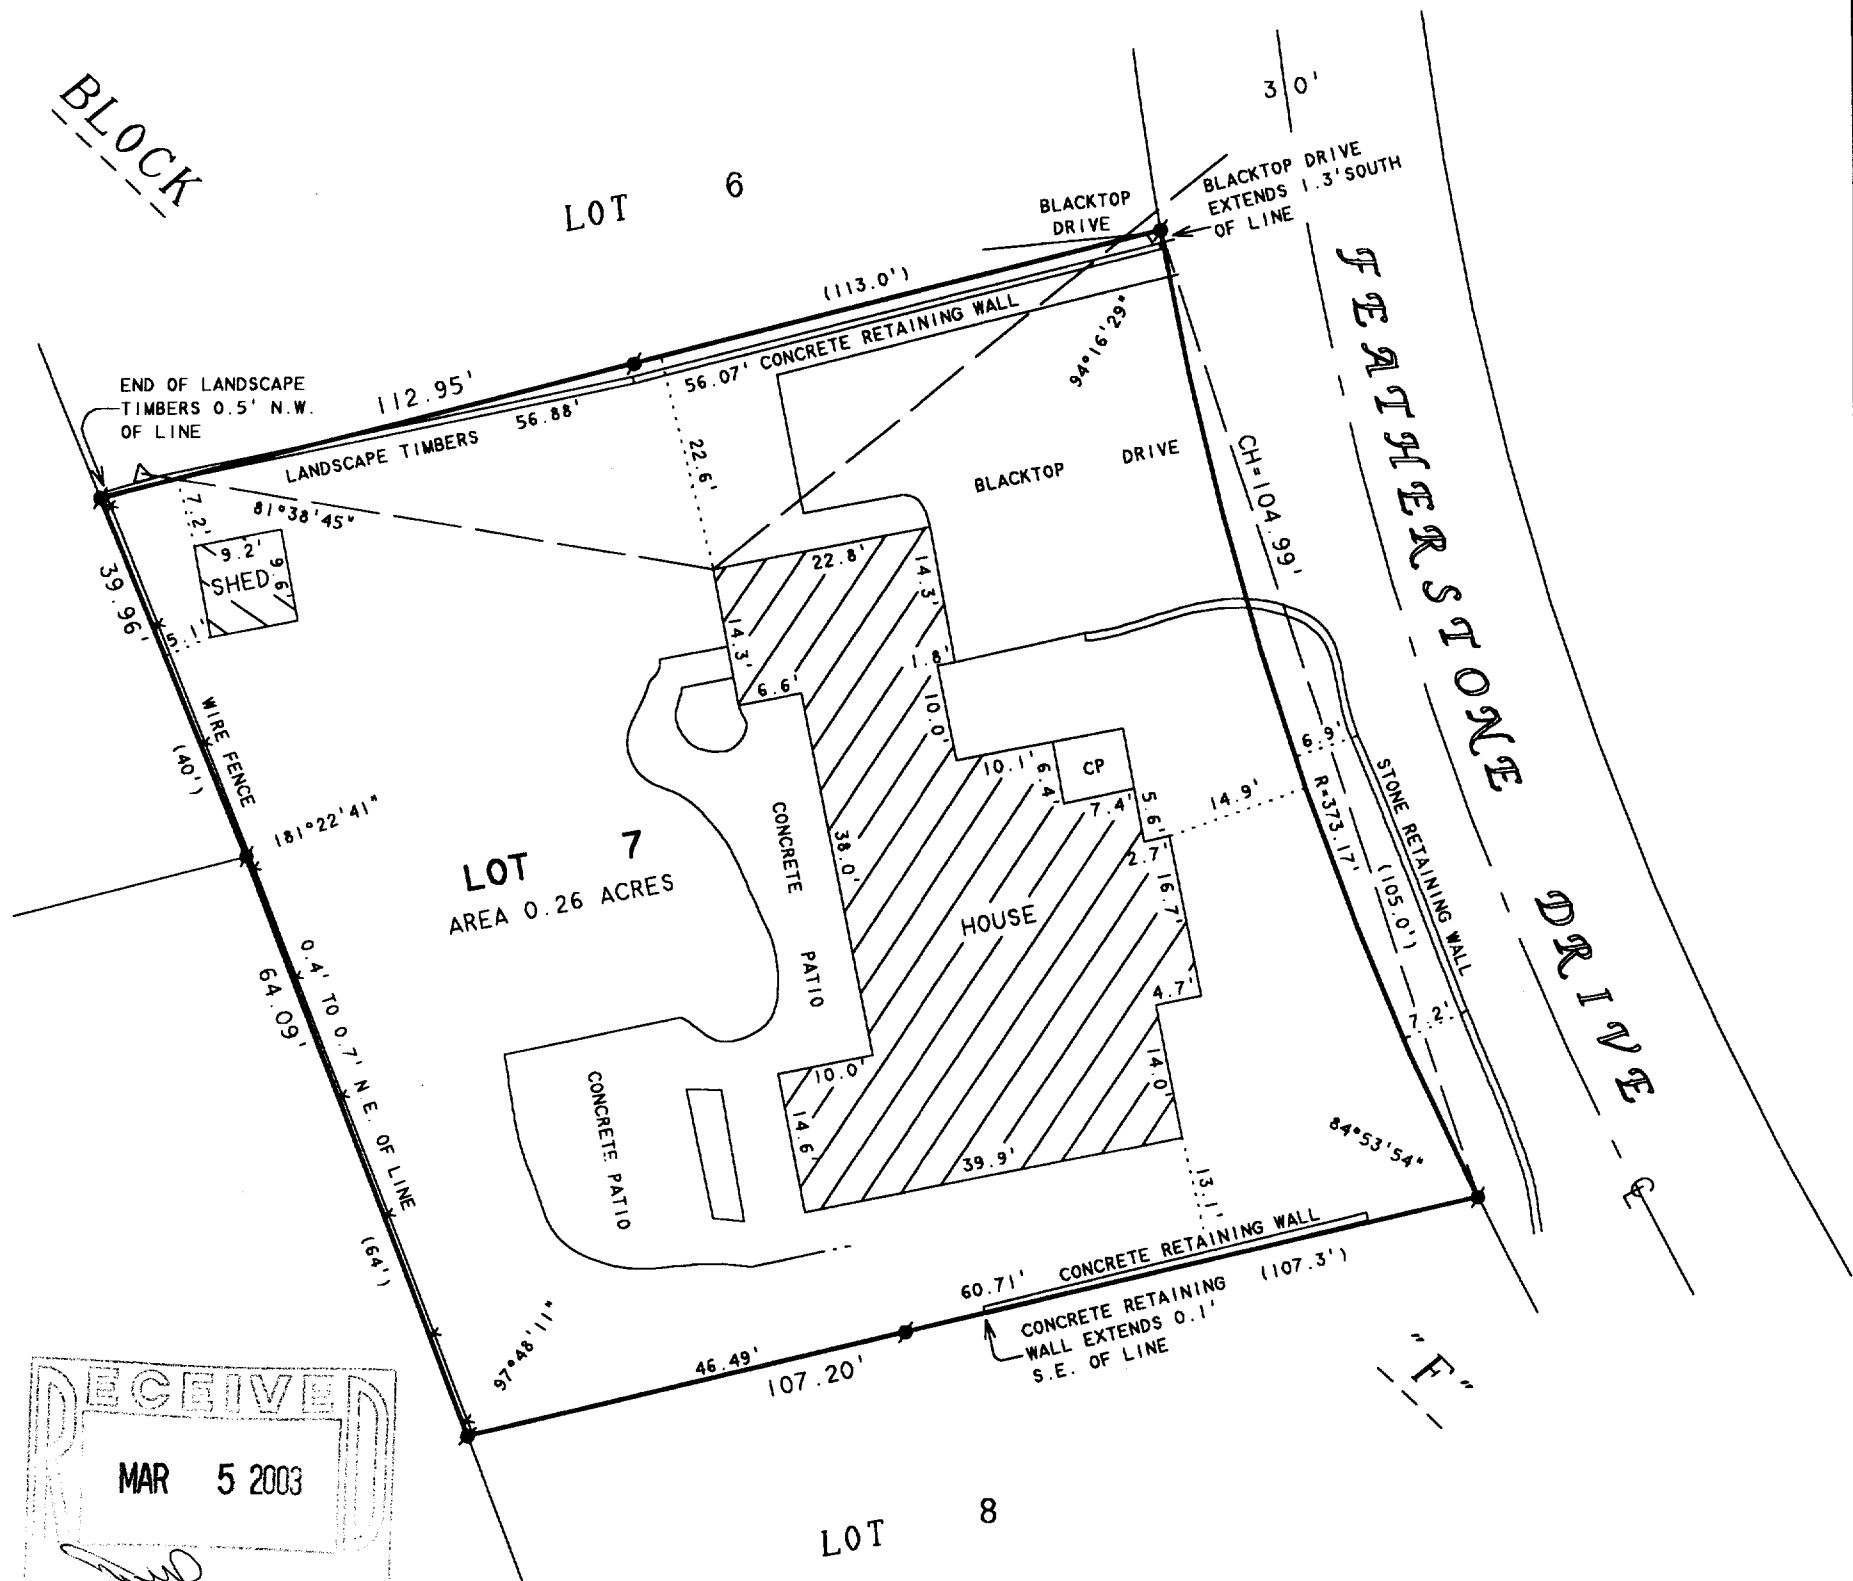 BLOCK
LOT 6
30'
BLACKTOP
DRIVE
BLACKTOP DRIVE
EXTENDS 1.3' SOUTH
OF LINE
(113.0')
END OF LANDSCAPE
TIMBERS 0.5' N.W.
OF LINE
112.95'
56.88'
LANDSCAPE TIMBERS
56.07' CONCRETE RETAINING WALL
94°16'29"
22.6'
7.2'
81°38'45"
9.2'
9.6'
SHED
5.1'
39.96'
WIRE FENCE
(40')
181°22'41"
BLACKTOP DRIVE
CH=104.99'
FEATHERSTONE DRIVE
22.8'
14.3'
14.3'
1.8'
6.6'
10.0'
10.1'
6.4'
CP
7.4'
5.6'
14.9'
6.9'
R=373.17'
(105.0')
STONE RETAINING WALL
2.7'
16.7'
38.0'
CONCRETE PATIO
LOT 7
AREA 0.26 ACRES
HOUSE
4.7'
7.2'
14.0'
10.0'
14.6'
39.9'
13.1'
CONCRETE PATIO
0.4' TO 0.7' N.E. OF LINE
64.09'
(64')
84°53'54"
℄
97°48'11"
60.71' CONCRETE RETAINING WALL
(107.3')
CONCRETE RETAINING
WALL EXTENDS 0.1'
S.E. OF LINE
46.49'
107.20'
"F"
RECEIVED
MAR 5 2003
LOT 8